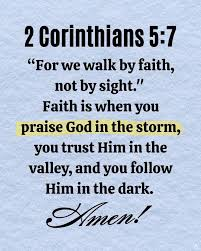 2 Corinthians 5:7
“For we walk by faith,
not by sight."
Faith is when you
praise God in the storm,
you trust Him in the
valley, and you follow
Him in the dark.
Amen!